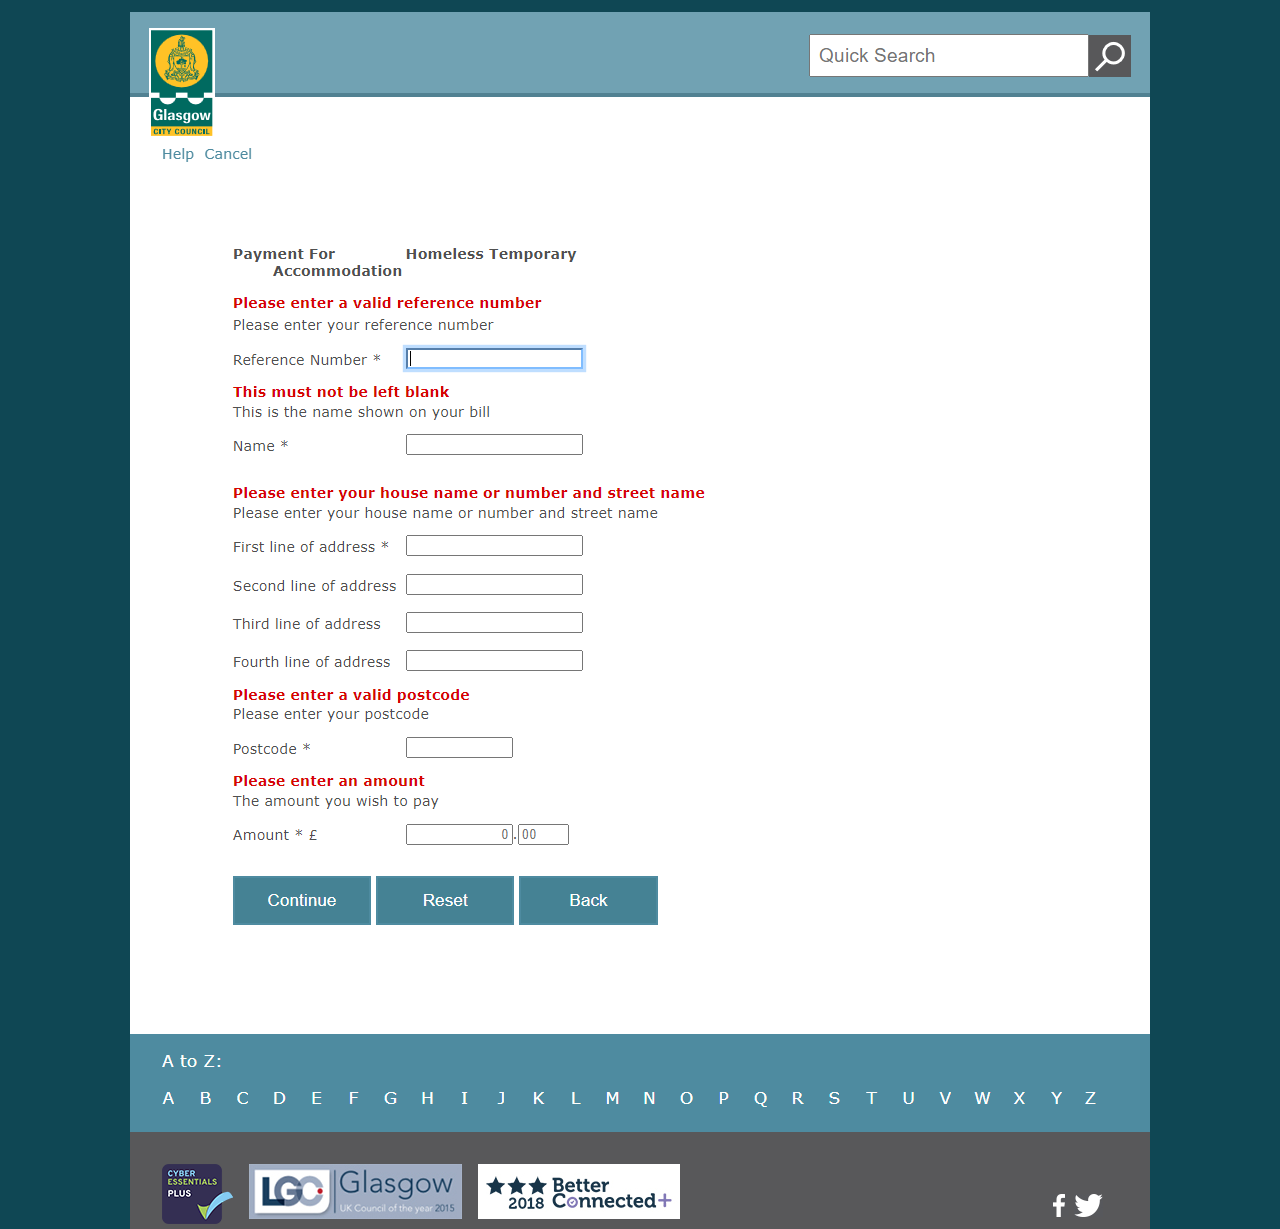 Quick Search
Glasgow
CITY COUNCIL
Help Cancel
Payment For Homeless Temporary
Accommodation
Please enter a valid reference number
Please enter your reference number
Reference Number *
This must not be left blank
This is the name shown on your bill
Name *
Please enter your house name or number and street name
Please enter your house name or number and street name
First line of address *
Second line of address
Third line of address
Fourth line of address
Please enter a valid postcode
Please enter your postcode
Postcode *
Please enter an amount
The amount you wish to pay
Amount * £ 0.00
Continue Reset Back
A to Z:
A B C D E F G H I J K L M N O P Q R S T U V W X Y Z
CYBER
ESSENTIALS
PLUS
LGC Glasgow
UK Council of the year 2015
Better
2018 Connected+